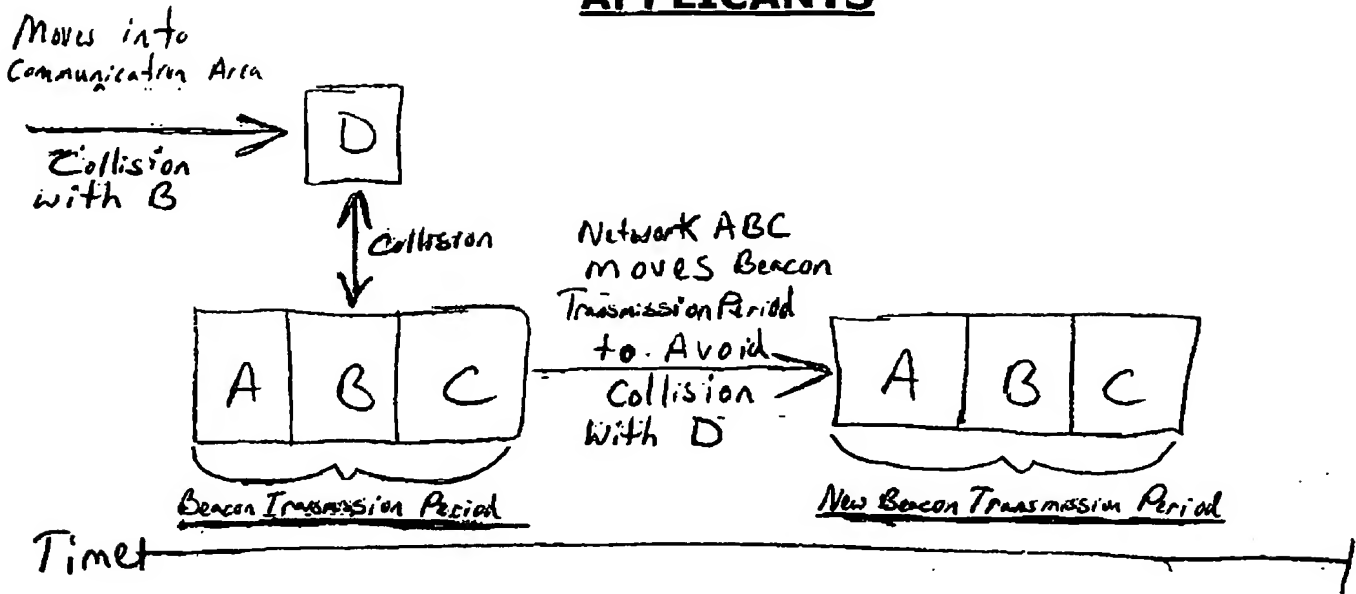 APPLICANTS
Moves into
Communication Area
Collision
with B
D
Collision
Network ABC
moves Beacon
Transmission Period
to Avoid
Collision
with D
A B C
A B C
Beacon Transmission Period
New Beacon Transmission Period
Time